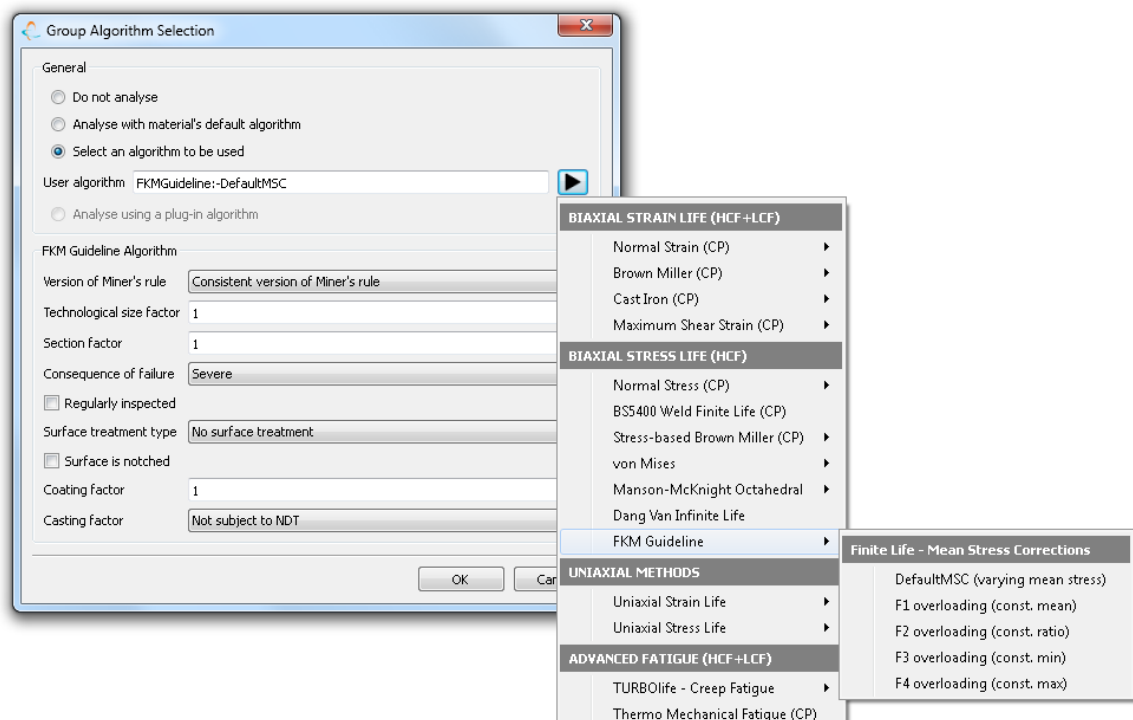 Group Algorithm Selection
General
Do not analyse
Analyse with material's default algorithm
Select an algorithm to be used
User algorithm FKMGuideline:-DefaultMSC
Analyse using a plug-in algorithm
FKM Guideline Algorithm
Version of Miner's rule Consistent version of Miner's rule
Technological size factor 1
Section factor 1
Consequence of failure Severe
Regularly inspected
Surface treatment type No surface treatment
Surface is notched
Coating factor 1
Casting factor Not subject to NDT
OK
BIAXIAL STRAIN LIFE (HCF+LCF)
Normal Strain (CP)
Brown Miller (CP)
Cast Iron (CP)
Maximum Shear Strain (CP)
BIAXIAL STRESS LIFE (HCF)
Normal Stress (CP)
BS5400 Weld Finite Life (CP)
Stress-based Brown Miller (CP)
von Mises
Manson-McKnight Octahedral
Dang Van Infinite Life
FKM Guideline
UNIAXIAL METHODS
Uniaxial Strain Life
Uniaxial Stress Life
ADVANCED FATIGUE (HCF+LCF)
TURBOlife - Creep Fatigue
Thermo Mechanical Fatigue (CP)
Finite Life - Mean Stress Corrections
DefaultMSC (varying mean stress)
F1 overloading (const. mean)
F2 overloading (const. ratio)
F3 overloading (const. min)
F4 overloading (const. max)